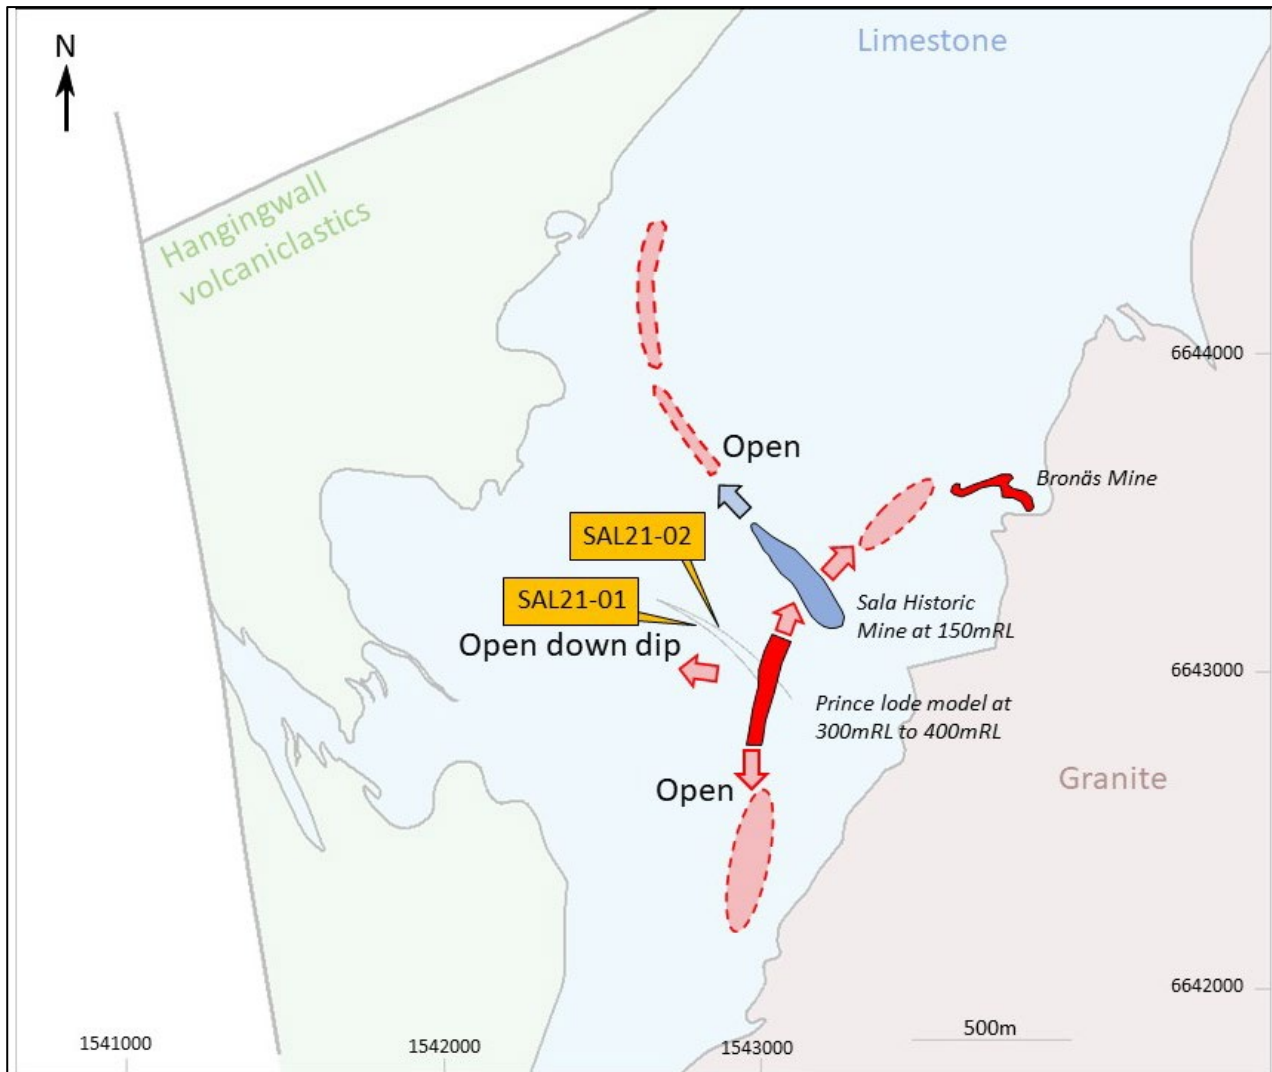 N
Limestone
Hangingwall
volcaniclastics
6644000
Open
Bronäs Mine
SAL21-02
SAL21-01
Sala Historic
Mine at 150mRL
Open down dip
6643000
Prince lode model at
300mRL to 400mRL
Granite
Open
6642000
500m
1541000
1542000
1543000